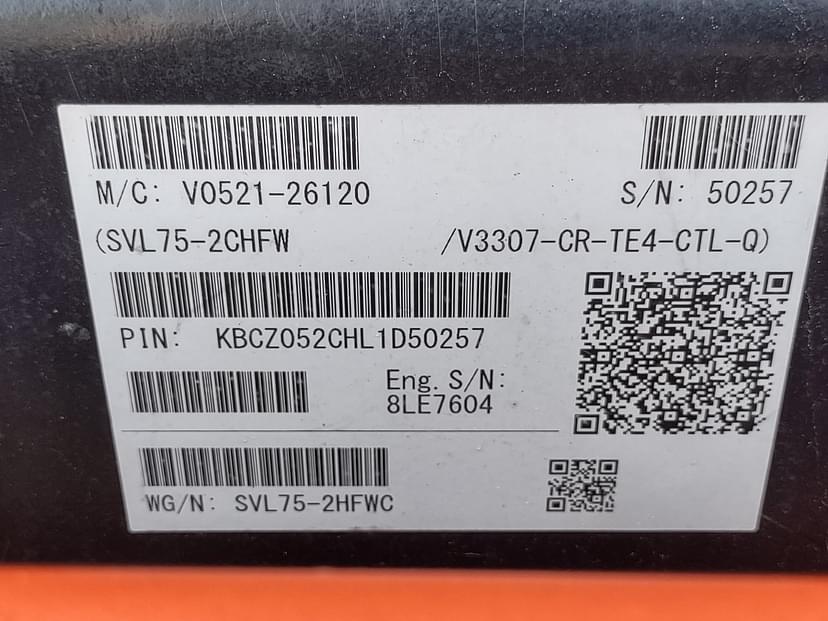 M/C: V0521-26120 S/N: 50257
(SVL75-2CHFW /V3307-CR-TE4-CTL-Q)
PIN: KBCZ052CHL1D50257
Eng. S/N:
8LE7604
WG/N: SVL75-2HFWC